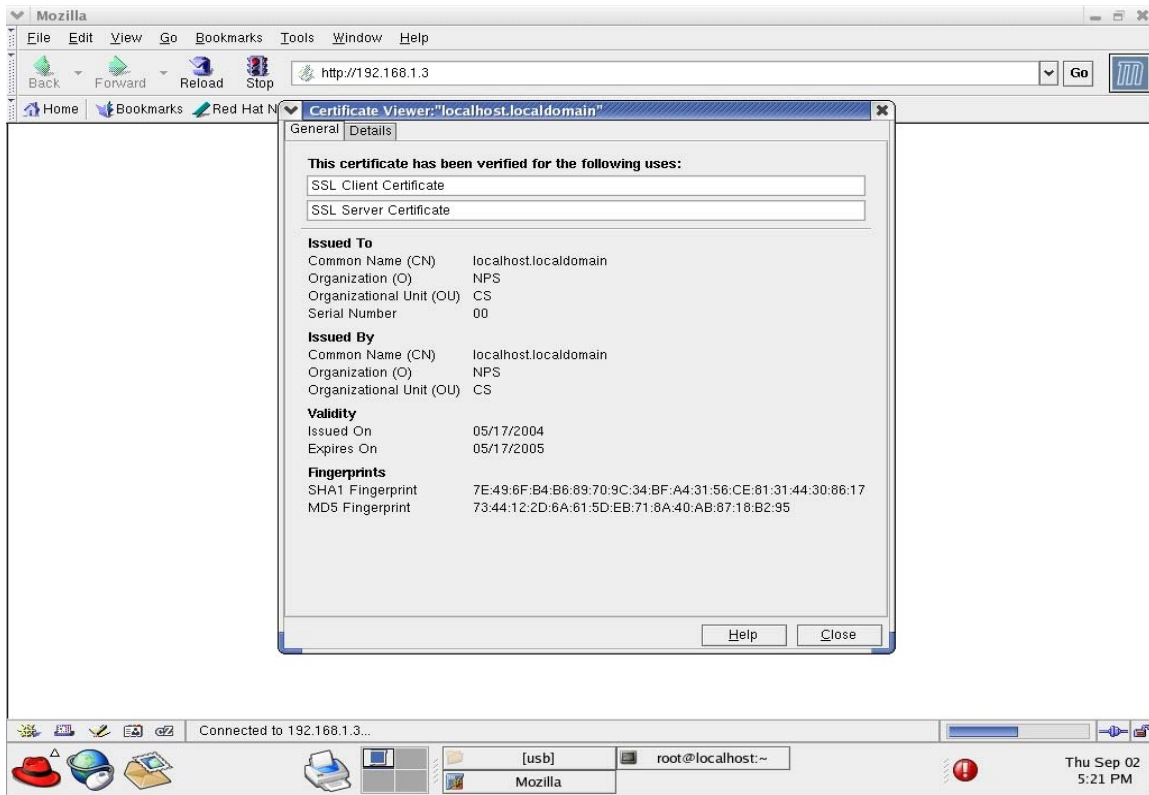 Mozilla
File Edit View Go Bookmarks Tools Window Help
Back Forward Reload Stop http://192.168.1.3 Go
Home Bookmarks Red Hat N
Certificate Viewer:"localhost.localdomain"
General Details
This certificate has been verified for the following uses:
SSL Client Certificate
SSL Server Certificate
Issued To
Common Name (CN) localhost.localdomain
Organization (O) NPS
Organizational Unit (OU) CS
Serial Number 00
Issued By
Common Name (CN) localhost.localdomain
Organization (O) NPS
Organizational Unit (OU) CS
Validity
Issued On 05/17/2004
Expires On 05/17/2005
Fingerprints
SHA1 Fingerprint 7E:49:6F:B4:B6:89:70:9C:34:BF:A4:31:56:CE:81:31:44:30:86:17
MD5 Fingerprint 73:44:12:2D:6A:61:5D:EB:71:8A:40:AB:87:18:B2:95
Help Close
Connected to 192.168.1.3...
[usb] root@localhost:~
Mozilla
Thu Sep 02
5:21 PM